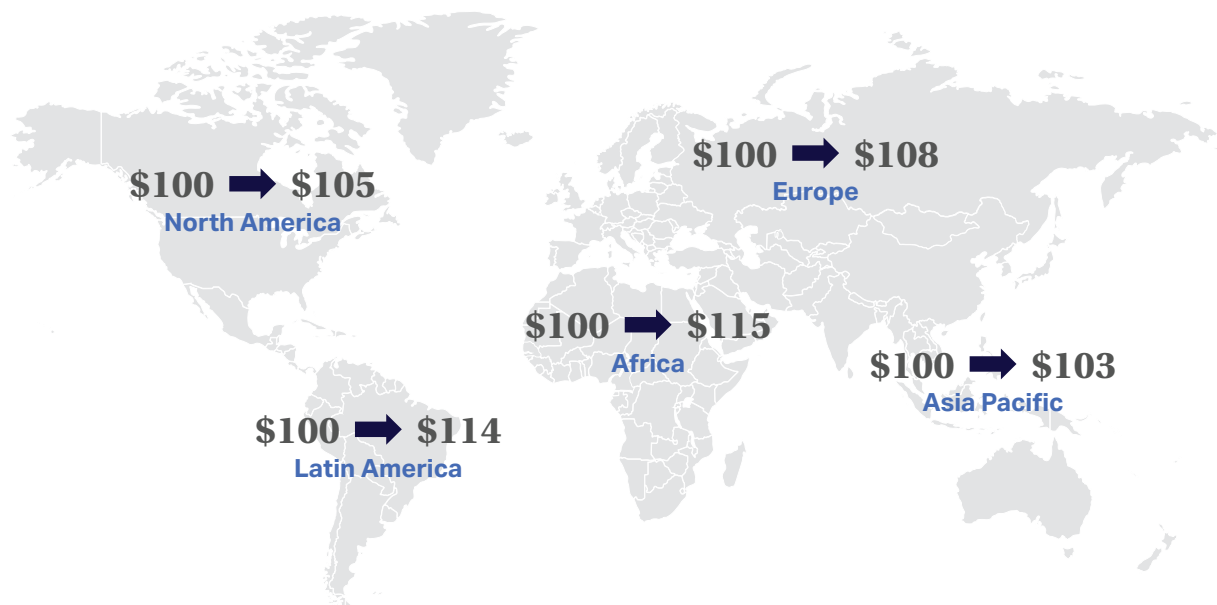 $100 $108
Europe
$100 $105
North America
$100 $115
Africa
$100 $103
Asia Pacific
$100 $114
Latin America